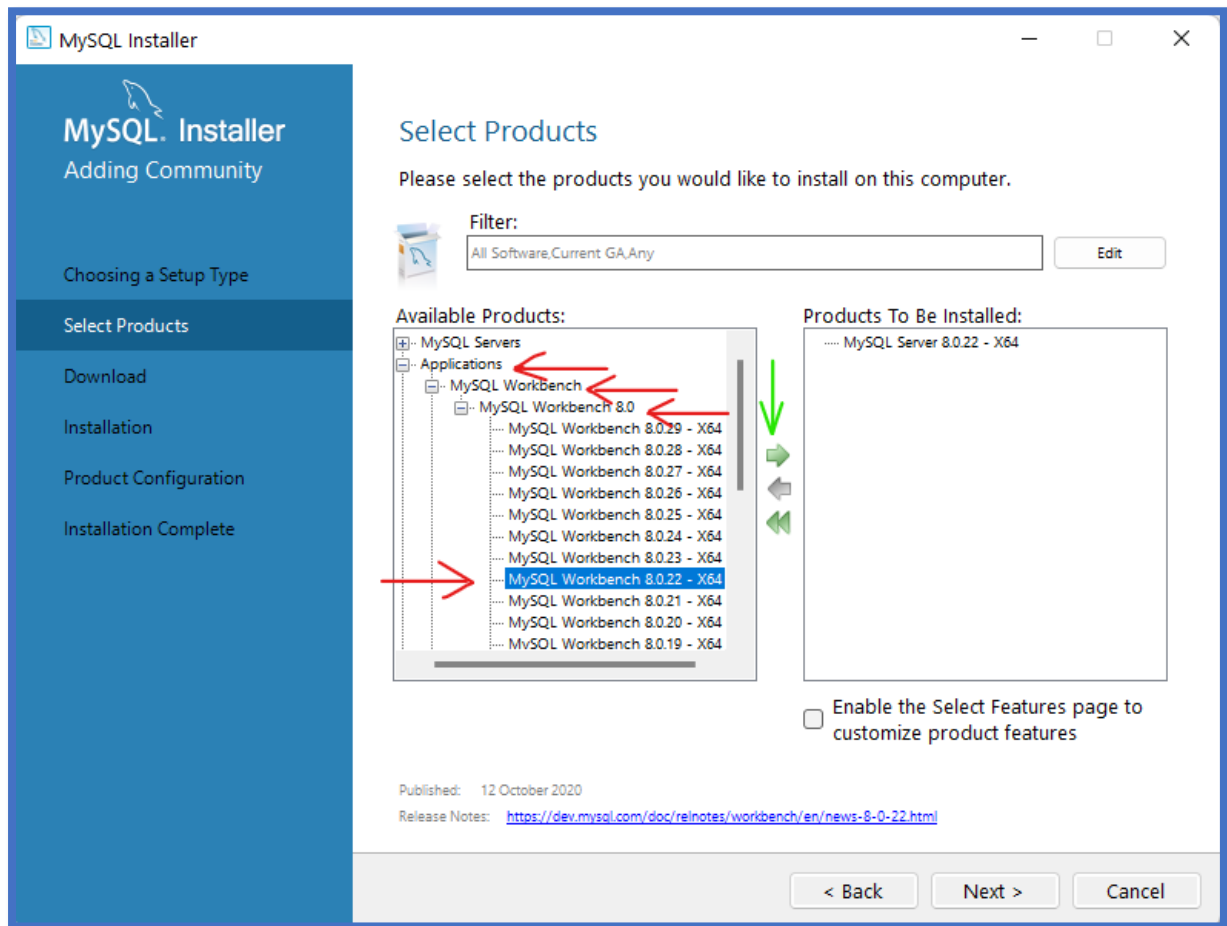 MySQL Installer
MySQL. Installer
Adding Community
Choosing a Setup Type
Select Products
Download
Installation
Product Configuration
Installation Complete
Select Products
Please select the products you would like to install on this computer.
Filter:
All Software,Current GA,Any
Edit
Available Products:
MySQL Servers
Applications
MySQL Workbench
MySQL Workbench 8.0
MySQL Workbench 8.0.29 - X64
MySQL Workbench 8.0.28 - X64
MySQL Workbench 8.0.27 - X64
MySQL Workbench 8.0.26 - X64
MySQL Workbench 8.0.25 - X64
MySQL Workbench 8.0.24 - X64
MySQL Workbench 8.0.23 - X64
MySQL Workbench 8.0.22 - X64
MySQL Workbench 8.0.21 - X64
MySQL Workbench 8.0.20 - X64
MySQL Workbench 8.0.19 - X64
Products To Be Installed:
MySQL Server 8.0.22 - X64
Enable the Select Features page to
customize product features
Published: 12 October 2020
Release Notes: https://dev.mysql.com/doc/relnotes/workbench/en/news-8-0-22.html
< Back
Next >
Cancel